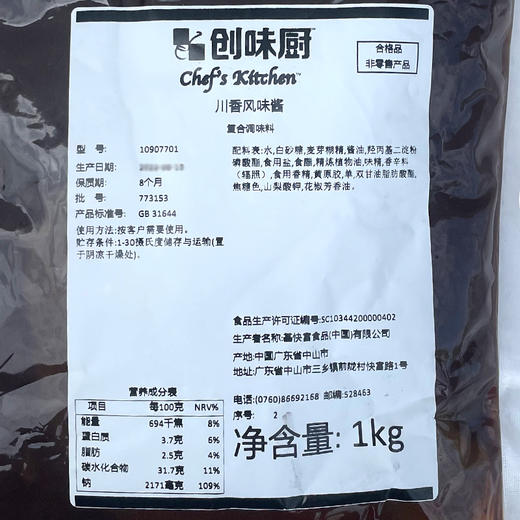 创味厨
Chef's Kitchen™
合格品
非零售产品
川香风味酱
复合调味料
型 号: 10907701
生产日期:
保质期: 8个月
批 号: 773153
产品标准号: GB 31644
使用方法:按客户需要使用。
贮存条件:1-30摄氏度储存与运输(置
于阴凉干燥处)。
配料表:水,白砂糖,麦芽糊精,酱油,羟丙基二淀粉
磷酸酯,食用盐,食醋,精炼植物油,味精,香辛料
(辐照),食用香精,黄原胶,单,双甘油脂肪酸酯,
焦糖色,山梨酸钾,花椒芳香油。
食品生产许可证编号:SC10344200000402
生产者名称:基快富食品(中国)有限公司
产地:中国广东省中山市
地址:广东省中山市三乡镇前陇村快富路1号
电话:(0760)86692168 邮编:528463
序号: 2
净含量: 1kg
营养成分表
项目 每100克 NRV%
能量 694千焦 8%
蛋白质 3.7克 6%
脂肪 2.5克 4%
碳水化合物 31.7克 11%
钠 2171毫克 109%